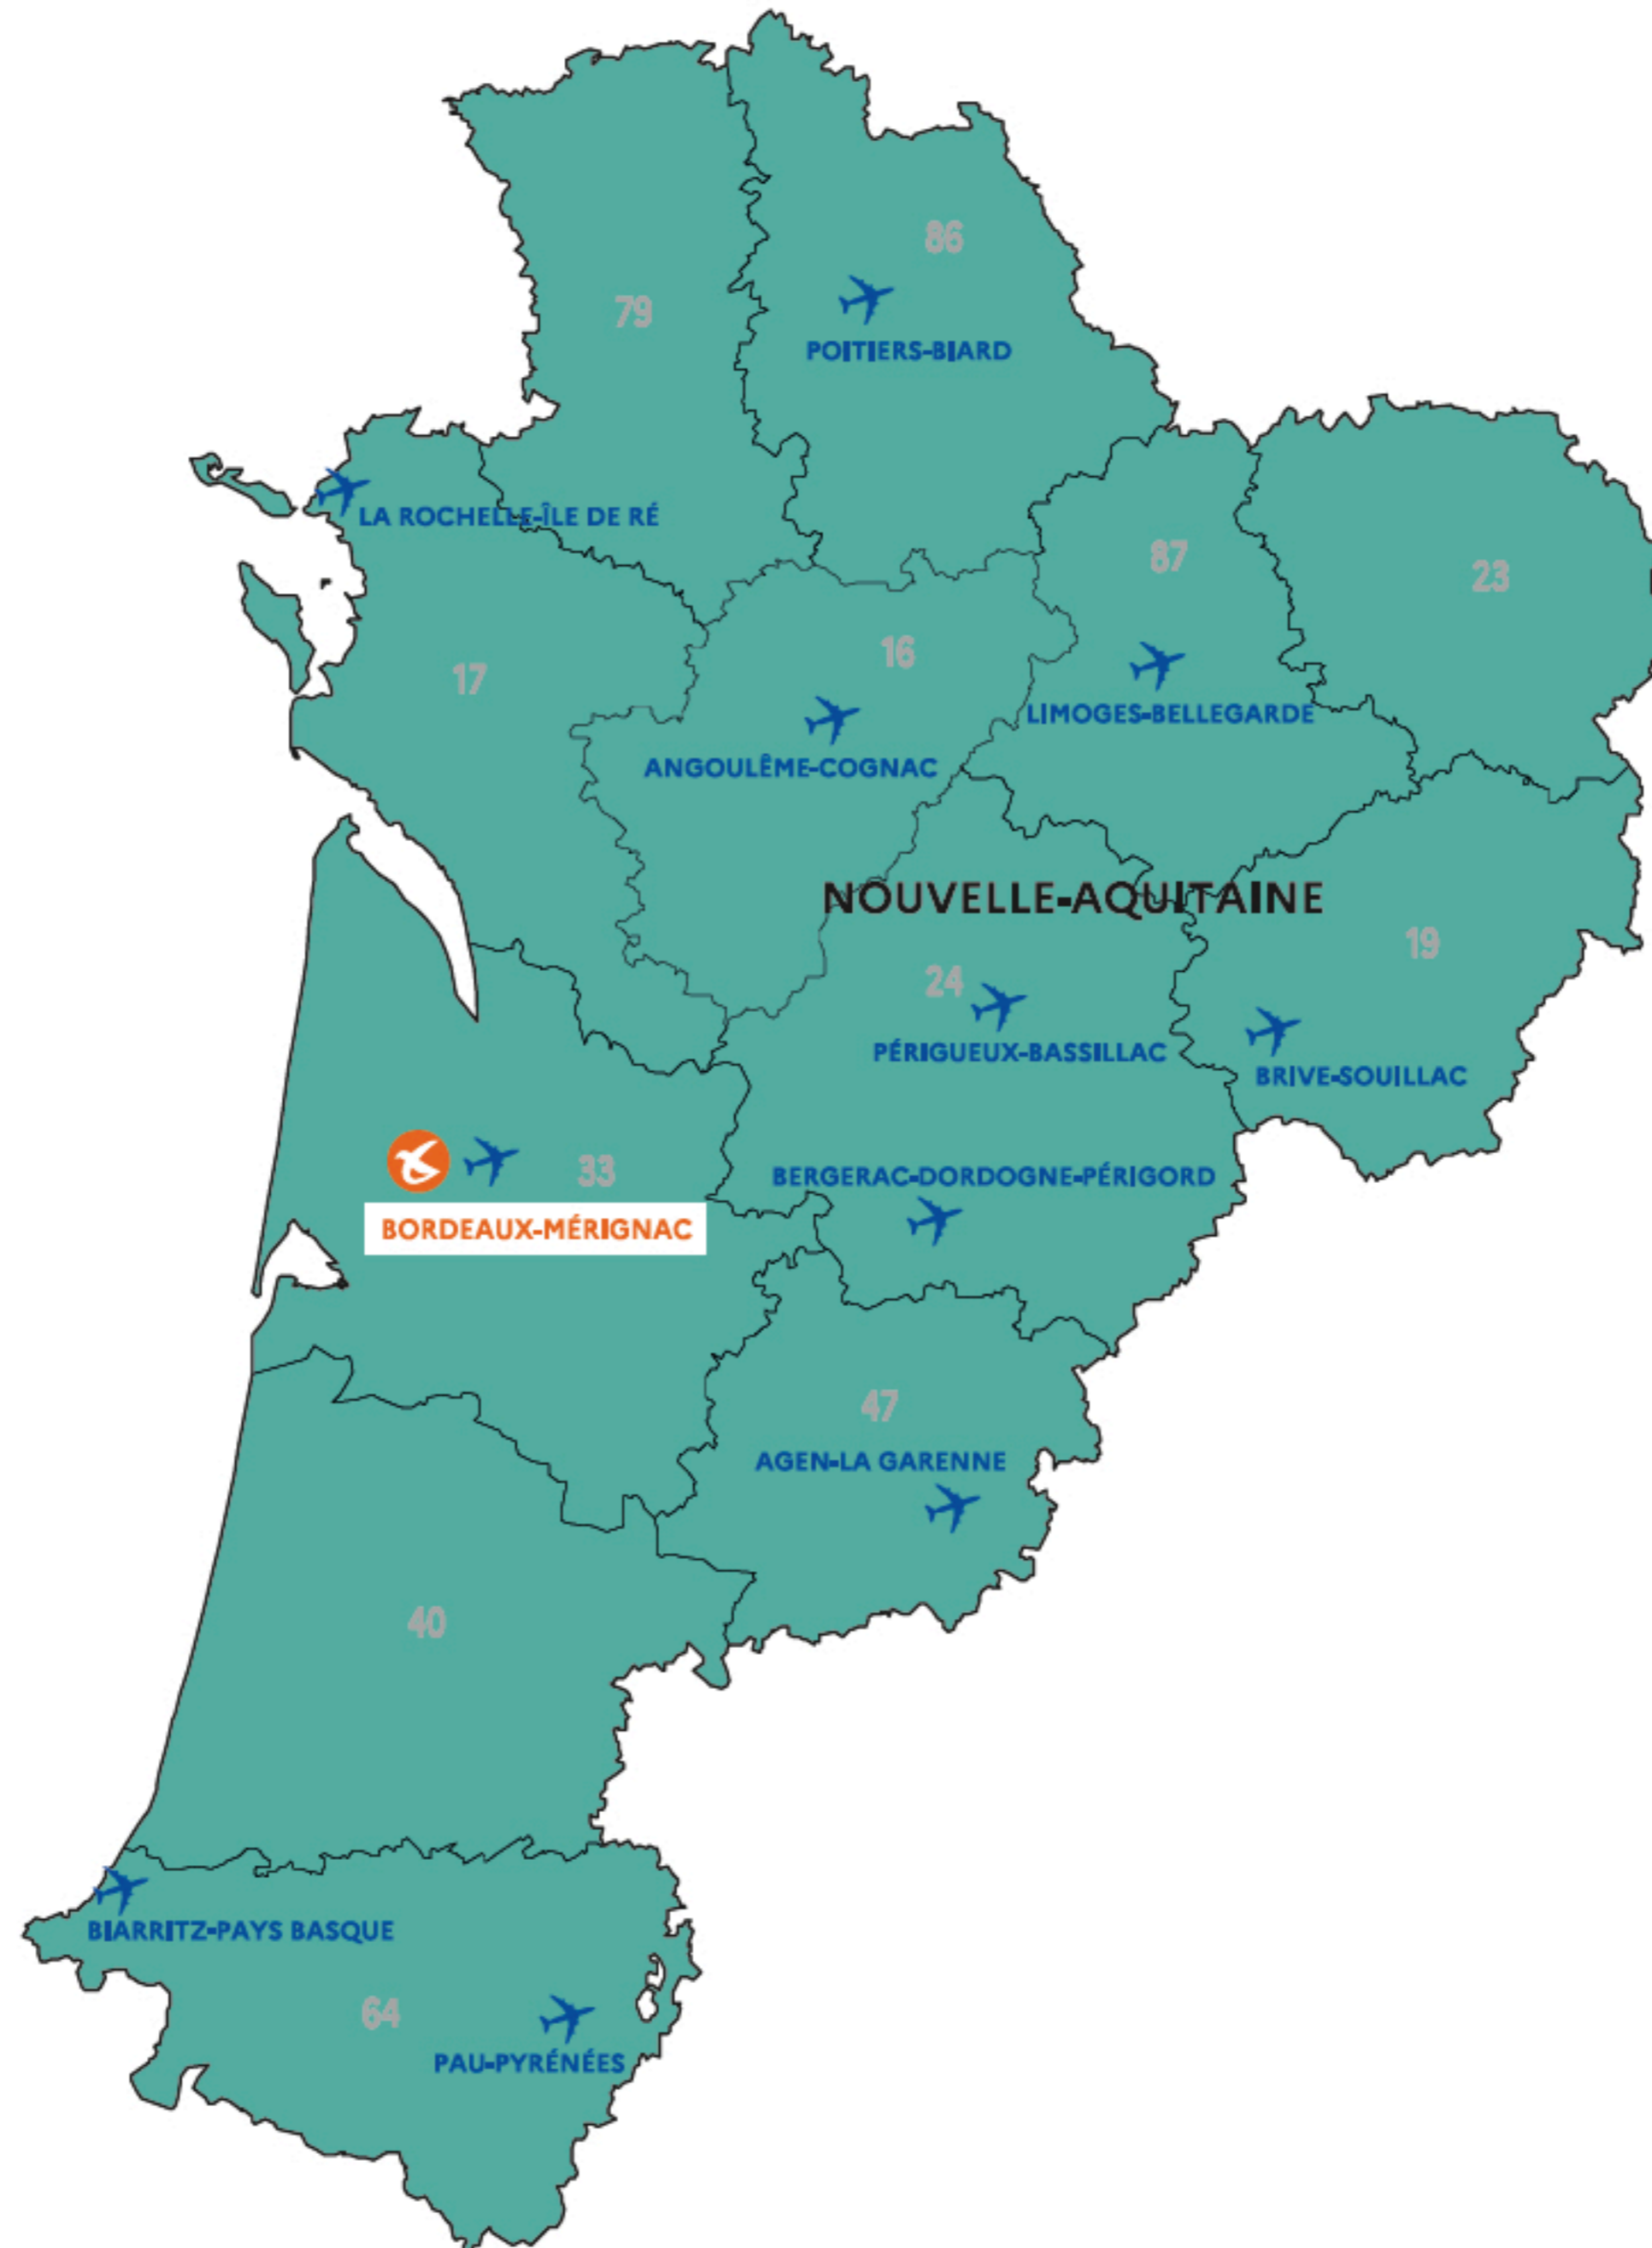 86
79
POITIERS-BIARD
LA ROCHELLE-ÎLE DE RÉ
87
23
16
17
LIMOGES-BELLEGARDE
ANGOULÊME-COGNAC
NOUVELLE-AQUITAINE
19
24
PÉRIGUEUX-BASSILLAC
BRIVE-SOUILLAC
33
BERGERAC-DORDOGNE-PÉRIGORD
BORDEAUX-MÉRIGNAC
47
AGEN-LA GARENNE
40
BIARRITZ-PAYS BASQUE
64
PAU-PYRÉNÉES